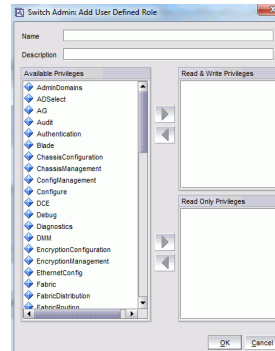 Switch Admin: Add User Defined Role
Name
Description
Available Privileges
AdminDomains
ADSelect
AG
Audit
Authentication
Blade
ChassisConfiguration
ChassisManagement
ConfigManagement
Configure
DCE
Debug
Diagnostics
DMM
EncryptionConfiguration
EncryptionManagement
EthernetConfig
Fabric
FabricDistribution
FabricRouting
Read & Write Privileges
Read Only Privileges
OK
Cancel